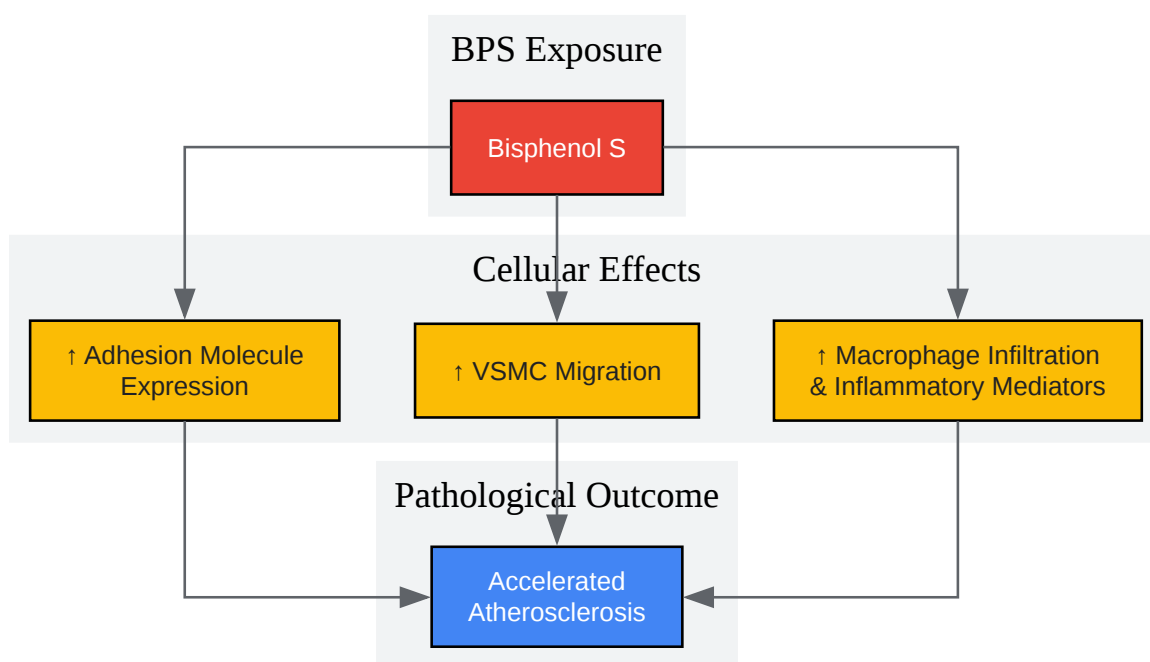 BPS Exposure
Bisphenol S
Cellular Effects
↑ Adhesion Molecule
Expression
↑ VSMC Migration
↑ Macrophage Infiltration
& Inflammatory Mediators
Pathological Outcome
Accelerated
Atherosclerosis